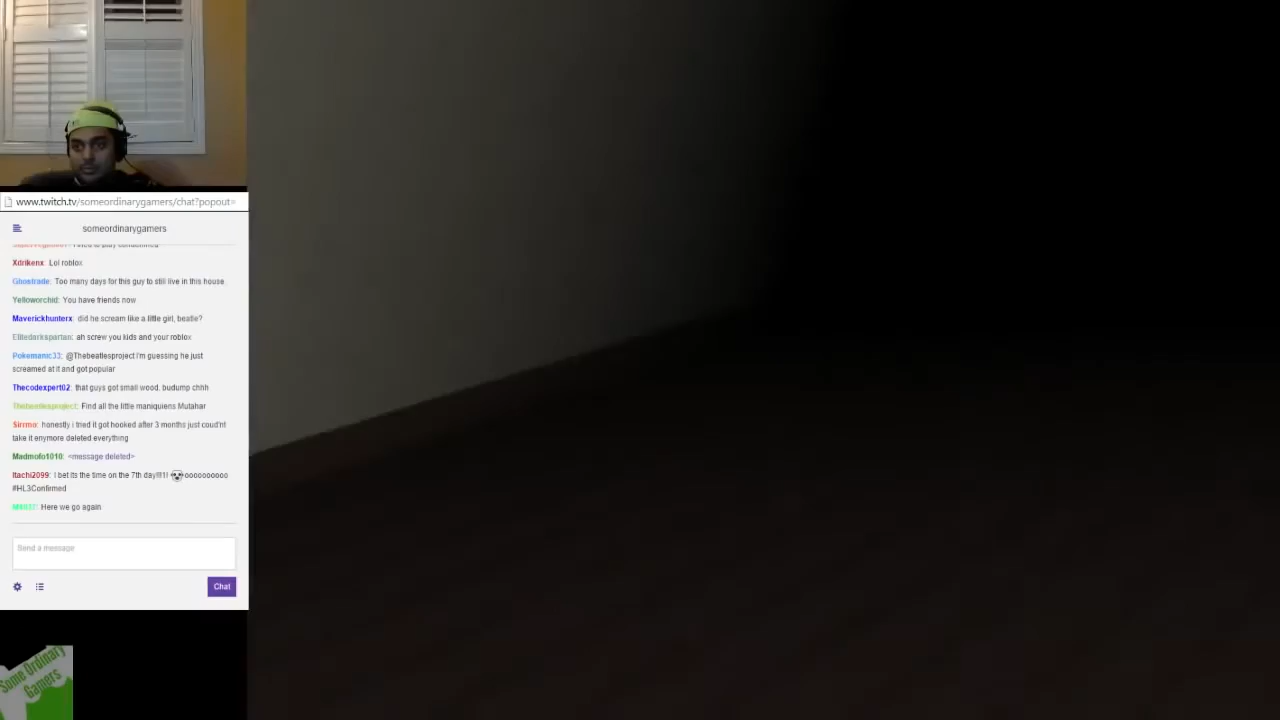 www.twitch.tv/someordinarygamers/chat?popout=
someordinarygamers
Xdrikenx: Lol roblox
Ghostrade: Too many days for this guy to still live in this house
Yelloworchid: You have friends now
Maverickhunterx: did he scream like a little girl, beatle?
Elitedarkspartan: ah screw you kids and your roblox
Pokemanic33: @Thebeatlesproject I'm guessing he just
screamed at it and got popular
Thecodexpert02: that guys got small wood. budump chhh
Thebeatlesproject: Find all the little maniquiens Mutahar
Sirrmo: honestly i tried it got hooked after 3 months just coud'nt
take it enymore deleted everything
Madmofo1010: <message deleted>
Itachi2099: I bet its the time on the 7th day!!!1! oooooooooo
#HL3Confirmed
Here we go again
Send a message
Chat
Some Ordinary
Gamers